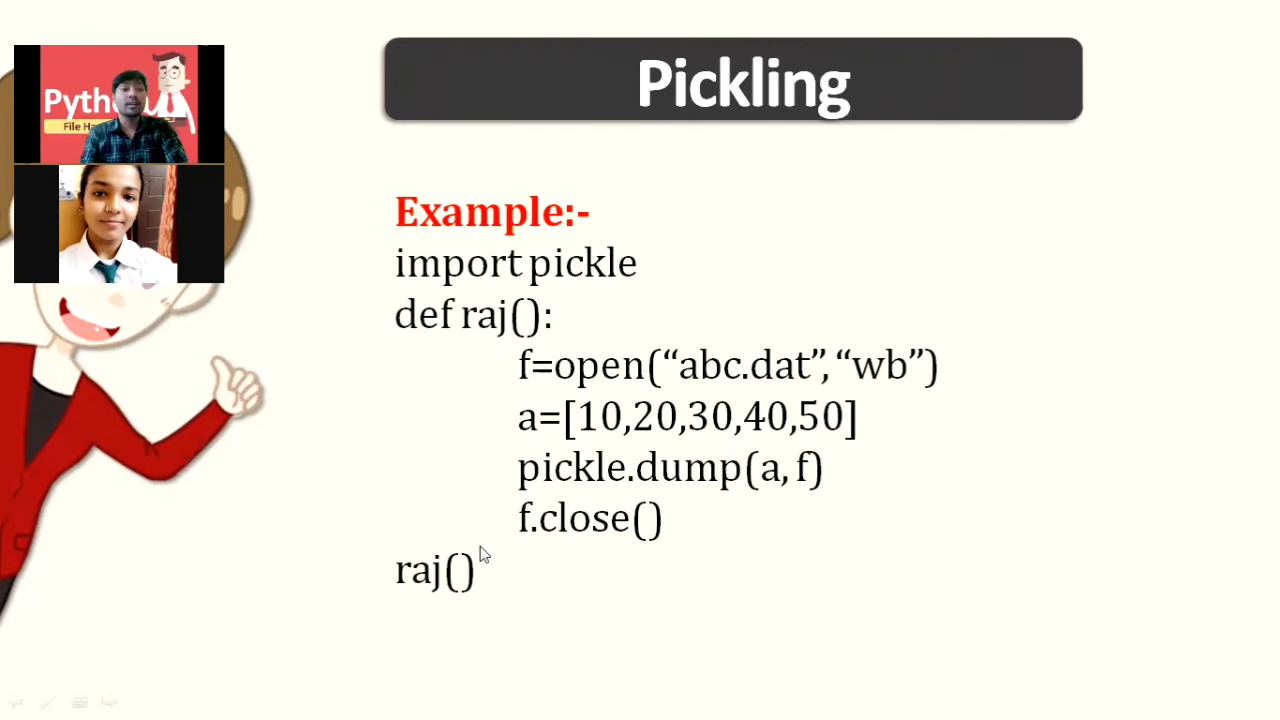 Pickling
Example:-
import pickle
def raj():
f=open(“abc.dat”, “wb”)
a=[10,20,30,40,50]
pickle.dump(a, f)
f.close()
raj()